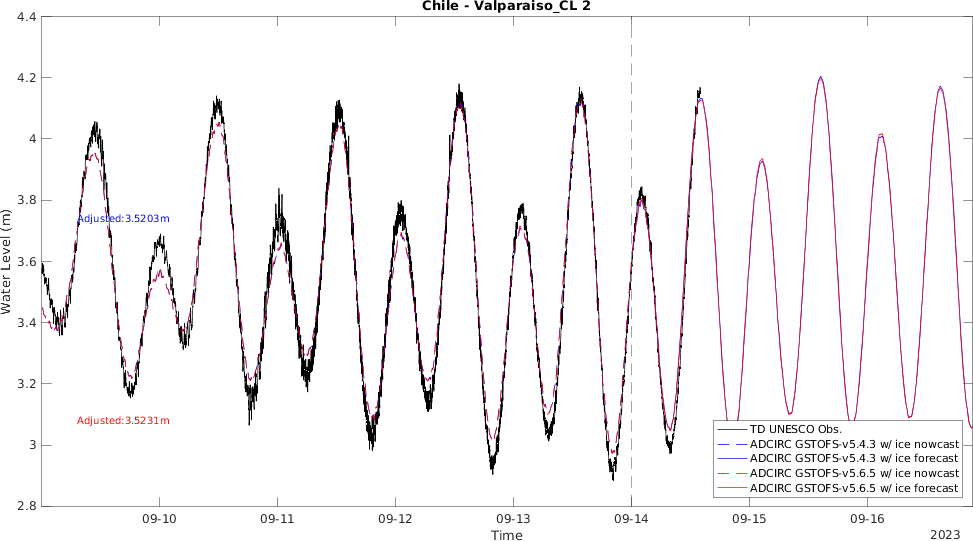 Chile - Valparaiso_CL 2
4.4
4.2
4
3.8
3.6
3.4
3.2
3
2.8
Water Level (m)
Adjusted:3.5203m
Adjusted:3.5231m
TD UNESCO Obs.
ADCIRC GSTOFS-v5.4.3 w/ ice nowcast
ADCIRC GSTOFS-v5.4.3 w/ ice forecast
ADCIRC GSTOFS-v5.6.5 w/ ice nowcast
ADCIRC GSTOFS-v5.6.5 w/ ice forecast
09-10 09-11 09-12 09-13 09-14 09-15 09-16
Time
2023